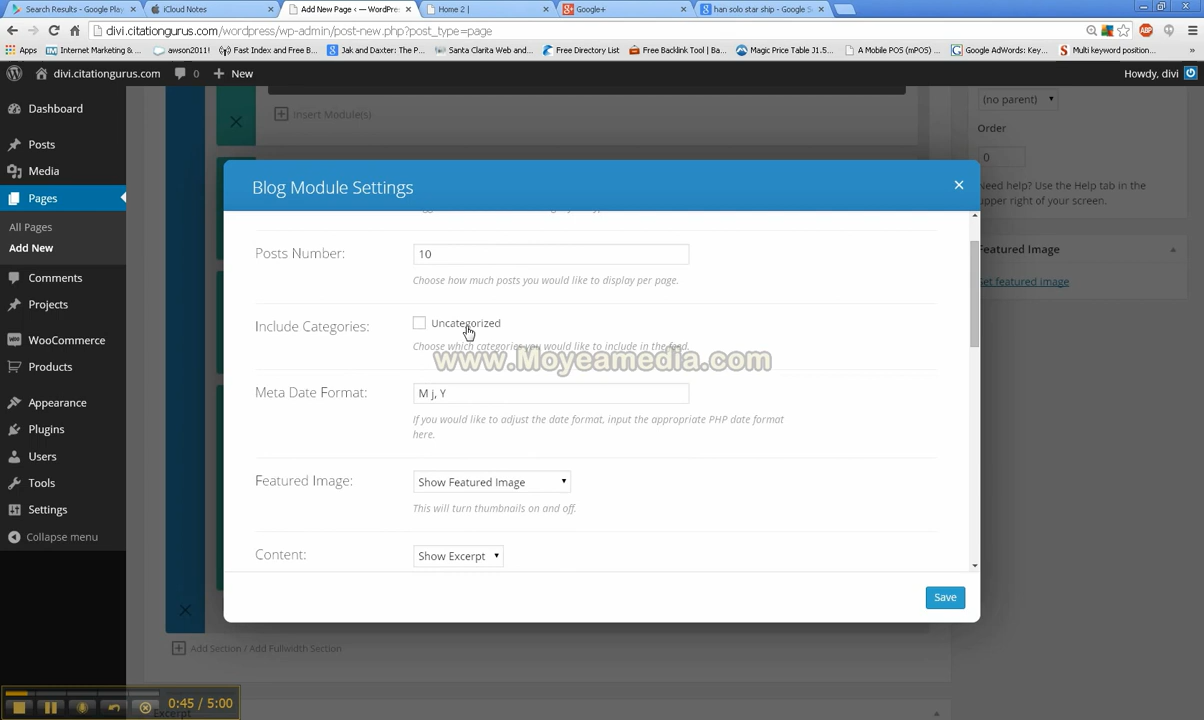 Search Results - Google Play
iCloud Notes
Add New Page ‹ — WordPres
Home 2 |
Google+
han solo star ship - Google S
divi.citationgurus.com/wordpress/wp-admin/post-new.php?post_type=page
Apps
Internet Marketing &...
awson2011!
Fast Index and Free B...
Jak and Daxter: The P...
Santa Clarita Web and...
Free Directory List
Free Backlink Tool | Ba...
Magic Price Table J1.5...
A Mobile POS (mPOS) ...
Google AdWords: Key...
Multi keyword position...
divi.citationgurus.com
0
New
Howdy, divi
Dashboard
Posts
Media
Pages
All Pages
Add New
Comments
Projects
WooCommerce
Products
Appearance
Plugins
Users
Tools
Settings
Collapse menu
Insert Module(s)
(no parent)
Order
0
Need help? Use the Help tab in the
upper right of your screen.
Featured Image
Set featured image
Blog Module Settings
Posts Number:
10
Choose how much posts you would like to display per page.
Include Categories:
Uncategorized
Choose which categories you would like to include in the feed.
www.Moyeamedia.com
Meta Date Format:
M j, Y
If you would like to adjust the date format, input the appropriate PHP date format
here.
Featured Image:
Show Featured Image
This will turn thumbnails on and off.
Content:
Show Excerpt
Save
Add Section / Add Fullwidth Section
0:45 / 5:00
Excerpt